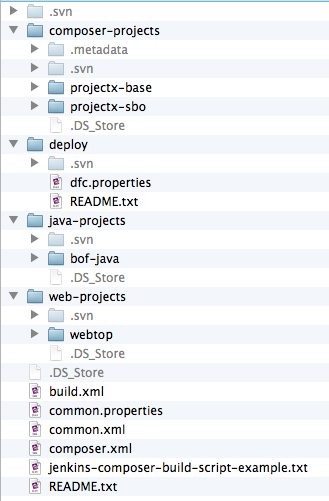 .svn
composer-projects
.metadata
.svn
projectx-base
projectx-sbo
.DS_Store
deploy
.svn
dfc.properties
README.txt
java-projects
.svn
bof-java
.DS_Store
web-projects
.svn
webtop
.DS_Store
.DS_Store
build.xml
common.properties
common.xml
composer.xml
jenkins-composer-build-script-example.txt
README.txt